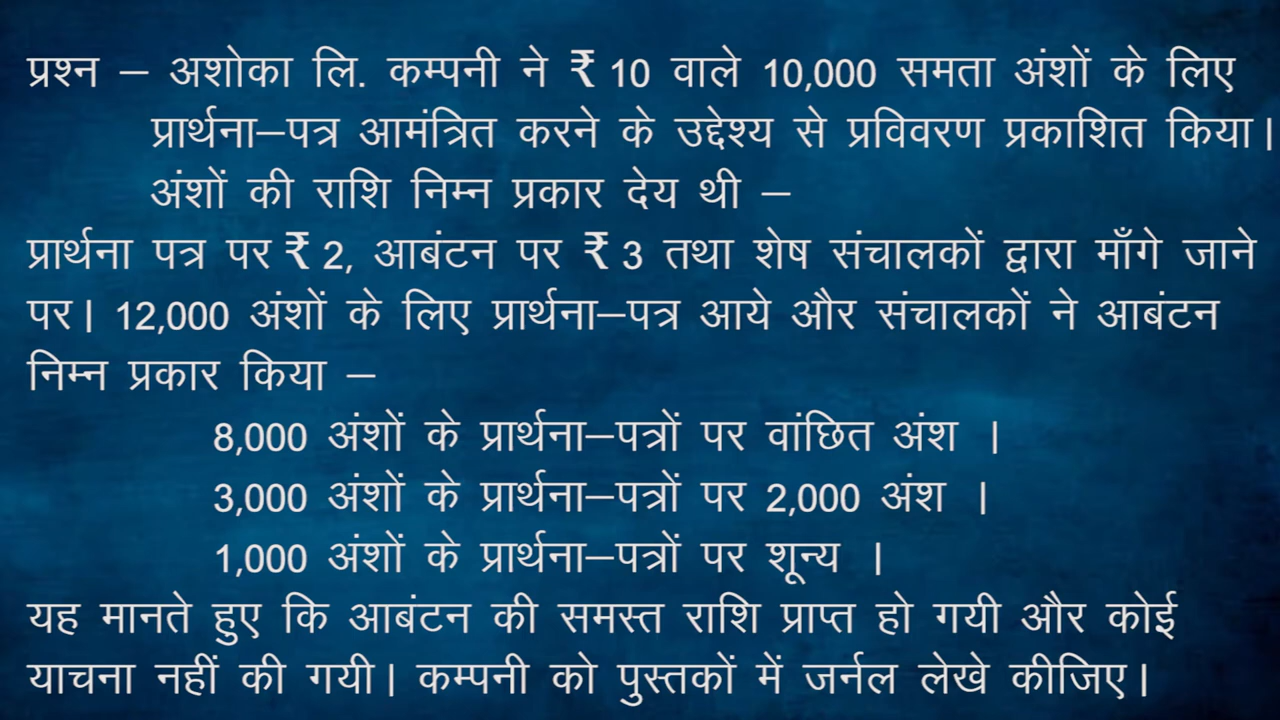 प्रश्न – अशोका लि. कम्पनी ने ₹ 10 वाले 10,000 समता अंशों के लिए
प्रार्थना–पत्र आमंत्रित करने के उद्देश्य से प्रविवरण प्रकाशित किया।
अंशों की राशि निम्न प्रकार देय थी –
प्रार्थना पत्र पर ₹ 2, आबंटन पर ₹ 3 तथा शेष संचालकों द्वारा माँगे जाने
पर। 12,000 अंशों के लिए प्रार्थना–पत्र आये और संचालकों ने आबंटन
निम्न प्रकार किया –
8,000 अंशों के प्रार्थना–पत्रों पर वांछित अंश ।
3,000 अंशों के प्रार्थना–पत्रों पर 2,000 अंश ।
1,000 अंशों के प्रार्थना–पत्रों पर शून्य ।
यह मानते हुए कि आबंटन की समस्त राशि प्राप्त हो गयी और कोई
याचना नहीं की गयी। कम्पनी को पुस्तकों में जर्नल लेखे कीजिए।